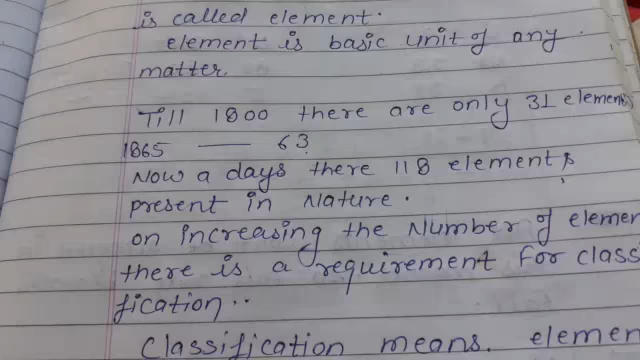 is called element.
element is basic unit of any
matter.
Till 1800 there are only 31 elements
1865 — 63
Now a days there 118 elements
present in Nature.
on increasing the Number of elemen
there is a requirement for class
fication..
Classification means. elemen